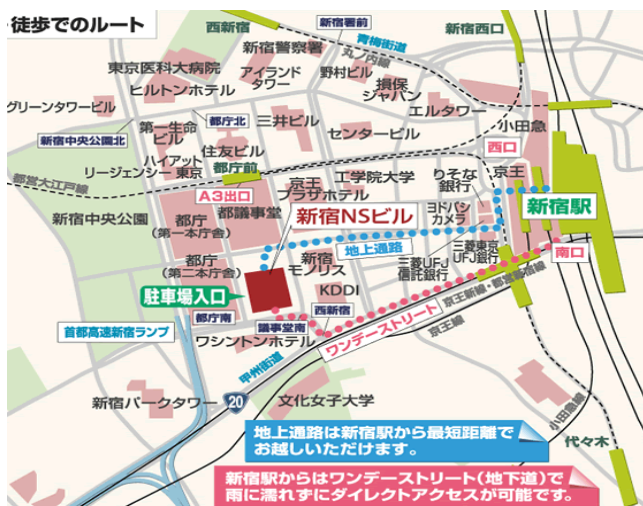 徒歩でのルート
西新宿
新宿署前
青梅街道
新宿西口
丸ノ内線
新宿警察署
東京医科大病院
アイランド
タワー
野村ビル
損保
ジャパン
ヒルトンホテル
エルタワー
グリーンタワービル
小田急
都庁北
三井ビル
第一生命
ビル
センタービル
新宿中央公園北
住友ビル
西口
ハイアット
リージェンシー 東京
都庁前
工学院大学
りそな
銀行
京王
都営大江戸線
A3出口
京王
プラザホテル
新宿駅
都議事堂
ヨドバシ
カメラ
新宿中央公園
新宿NSビル
都庁
(第一本庁舎)
地上通路
三菱東京
UFJ銀行
南口
都庁
(第二本庁舎)
新宿
モノリス
三菱UFJ
信託銀行
駐車場入口
KDDI
京王新線・都営新宿線
都庁南
西新宿
京王線
首都高速新宿ランプ
議事堂南
ワシントンホテル
ワンデーストリート
甲州街道
20
新宿パークタワー
文化女子大学
小田急線
代々木
地上通路は新宿駅から最短距離で
お越しいただけます。
新宿駅からはワンデーストリート(地下道)で
雨に濡れずにダイレクトアクセスが可能です。